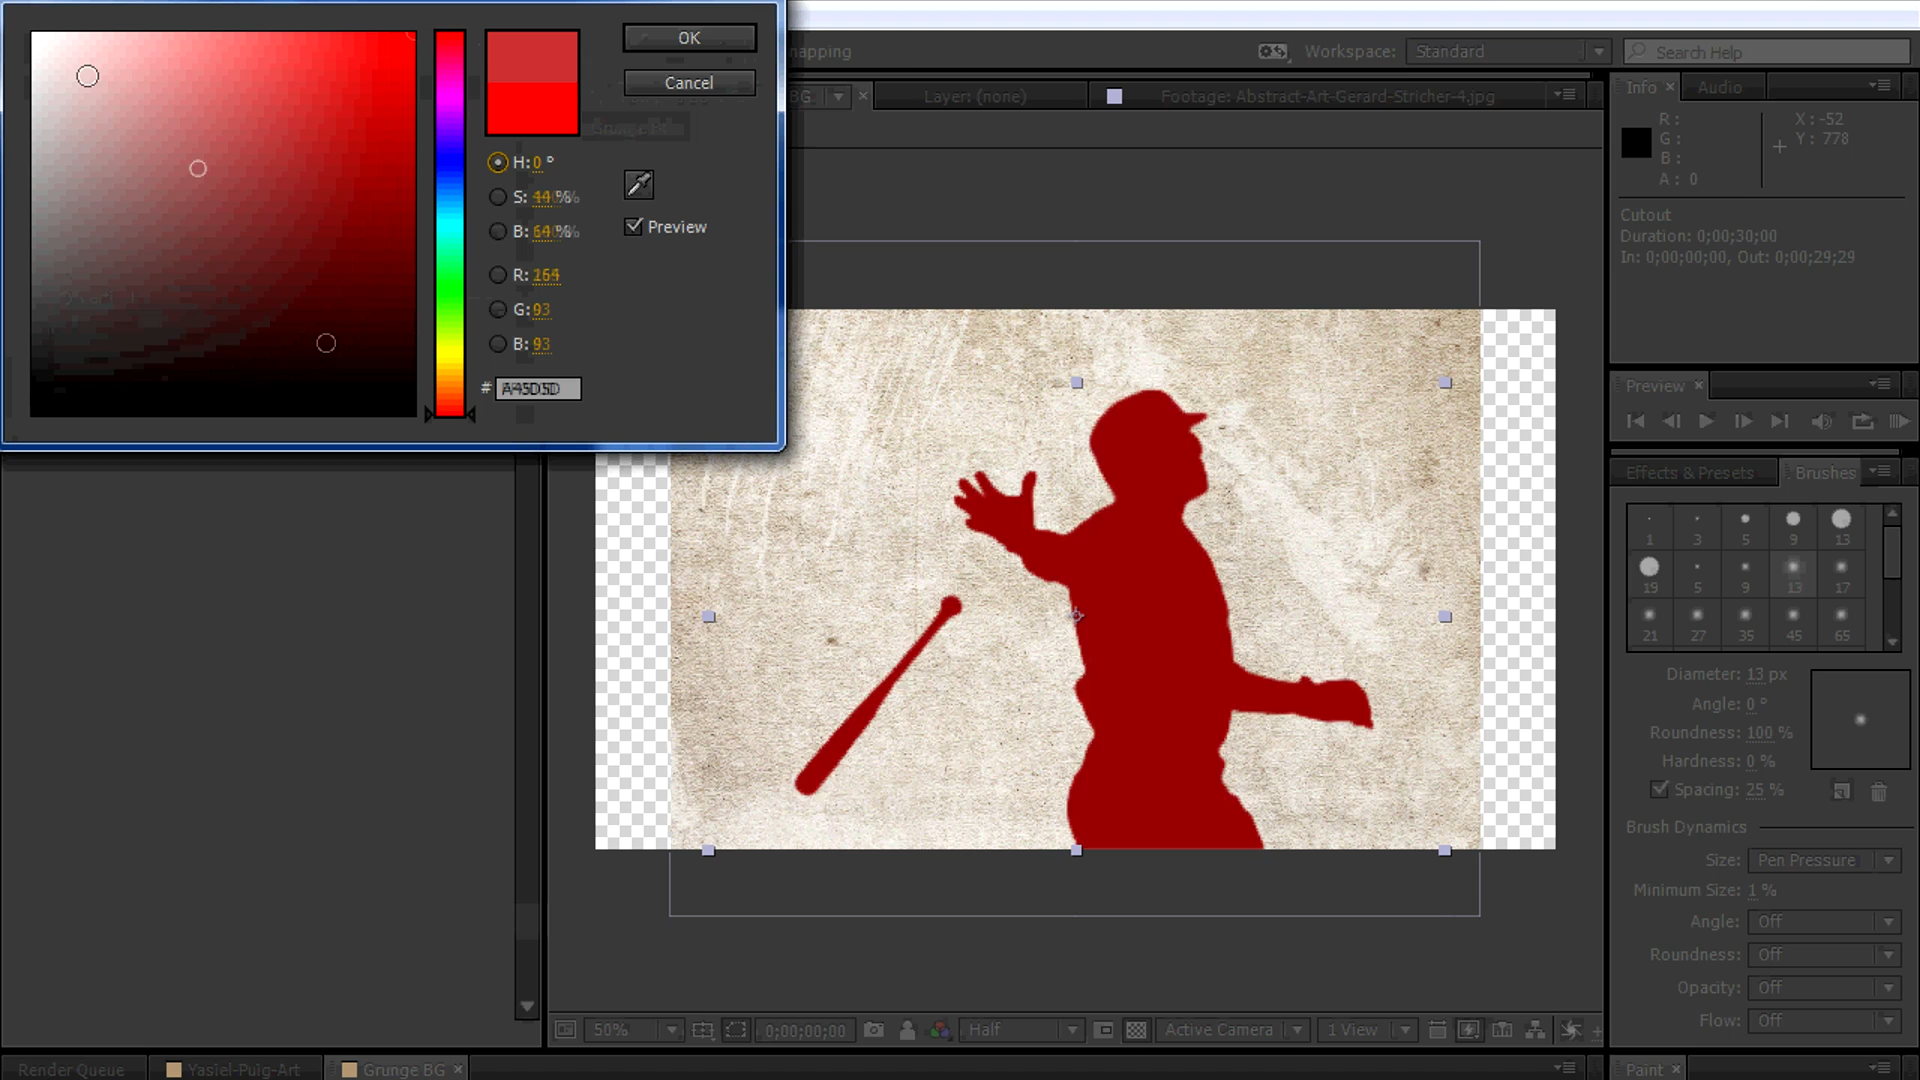 OK
Cancel
H: 0 °
S: 44 %
B: 64 %
Preview
R: 164
G: 93
B: 93
# A45D5D
napping
Workspace: Standard
Search Help
BG
Layer: (none)
Footage: Abstract-Art-Gerard-Stricher-4.jpg
Info
Audio
R :
G :
B :
A : 0
X : -52
Y : 778
Cutout
Duration: 0;00;30;00
In: 0;00;00;00, Out: 0;00;29;29
Preview
Effects & Presets
Brushes
1 3 5 9 13
19 5 9 13 17
21 27 35 45 65
Diameter: 13 px
Angle: 0 °
Roundness: 100 %
Hardness: 0 %
Spacing: 25 %
Brush Dynamics
Size: Pen Pressure
Minimum Size: 1 %
Angle: Off
Roundness: Off
Opacity: Off
Flow: Off
50%
0;00;00;00
Half
Active Camera
1 View
Render Queue
Yasiel-Puig-Art
Grunge BG
Paint